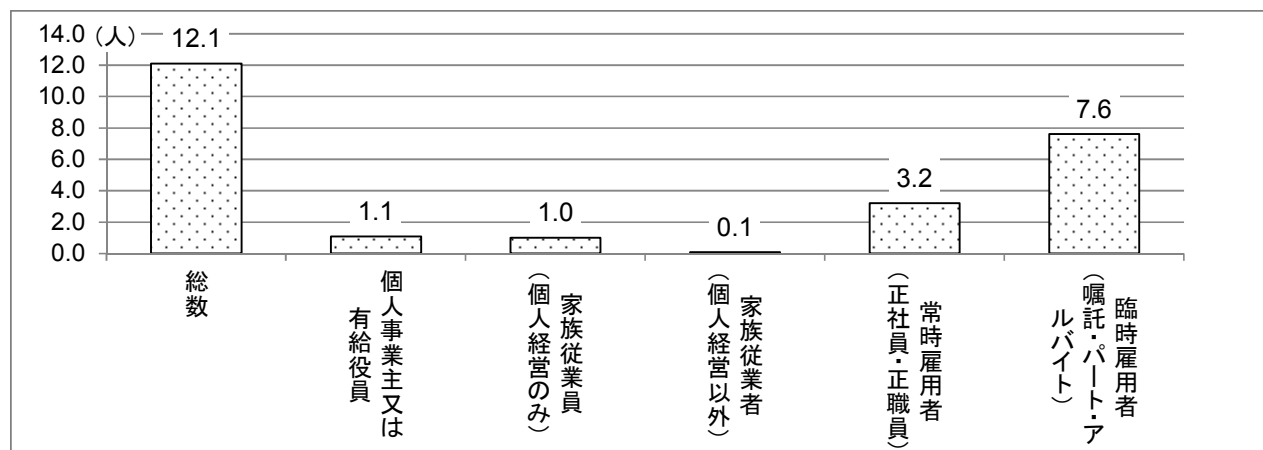 14.0
（人）
12.0
10.0
8.0
6.0
4.0
2.0
0.0
12.1
1.1
1.0
0.1
3.2
7.6
総数
個人事業主又は
有給役員
家族従業員
（個人経営のみ）
家族従業者
（個人経営以外）
常時雇用者
（正社員・正職員）
臨時雇用者
（嘱託・パート・ア
ルバイト）